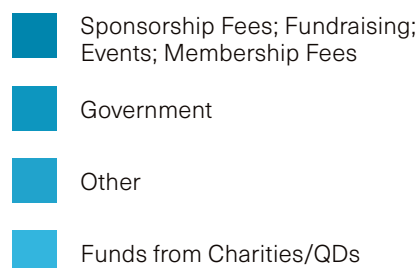 Sponsorship Fees; Fundraising;
Events; Membership Fees
Government
Other
Funds from Charities/QDs